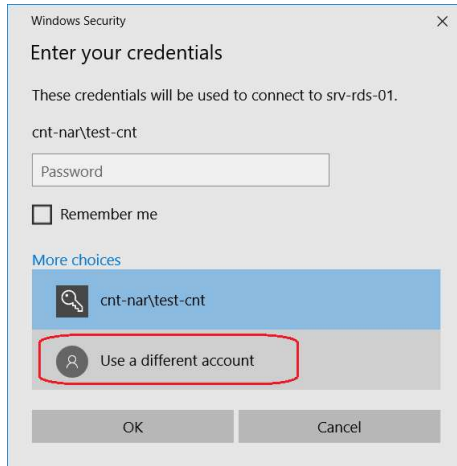 Windows Security
Enter your credentials
These credentials will be used to connect to srv-rds-01.
cnt-nar\test-cnt
Password
Remember me
More choices
cnt-nar\test-cnt
Use a different account
OK Cancel